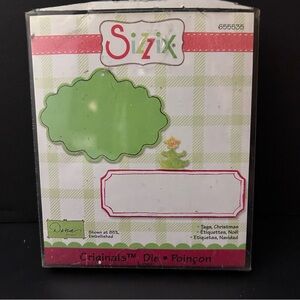 Sizzix
655535
Shown at 85%
Embellished
• Tags, Christmas
• Étiquettes, Noël
• Etiquetas, Navidad
Originals™ Die • Poinçon